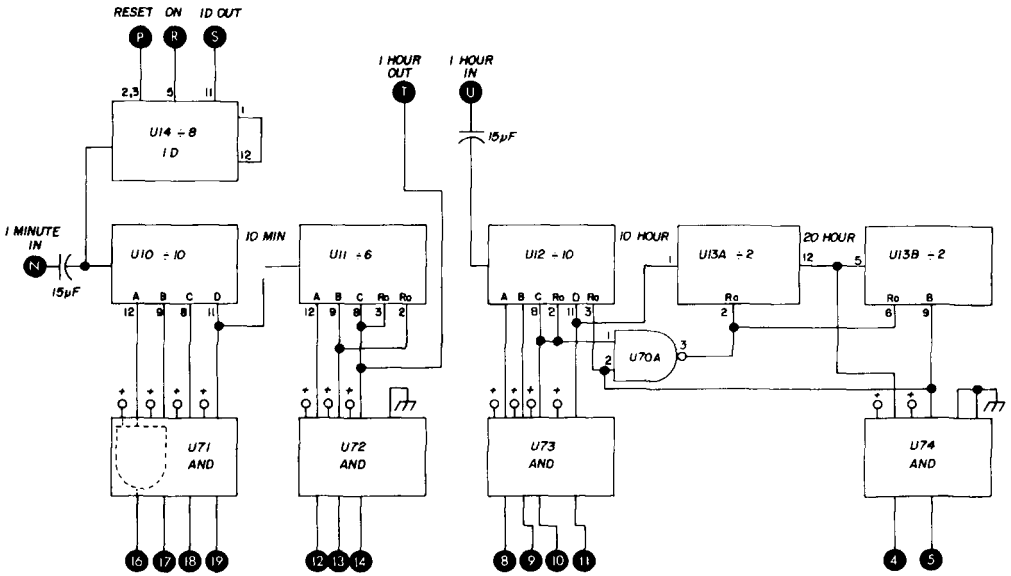 RESET ON ID OUT
P R S
2,3 5 11
U14 ÷8
ID
1
12
1 HOUR
OUT
T
1 HOUR
IN
U
15µF
1 MINUTE
IN
N
15µF
U10 ÷10
A B C D
12 9 8 11
10 MIN
U11 ÷6
A B C Ro Ro
12 9 8 3 2
U12 ÷10
A B C Ro D Ro
8 2 11 3
10 HOUR
1
U13A ÷2
Ro
2
12
20 HOUR
5
U13B ÷2
Ro B
6 9
1
2
U70A
3
+ + +
U71
AND
+ + +
U72
AND
+ + + +
U73
AND
+ +
U74
AND
16 17 18 19
12 13 14
8 9 10 11
4 5